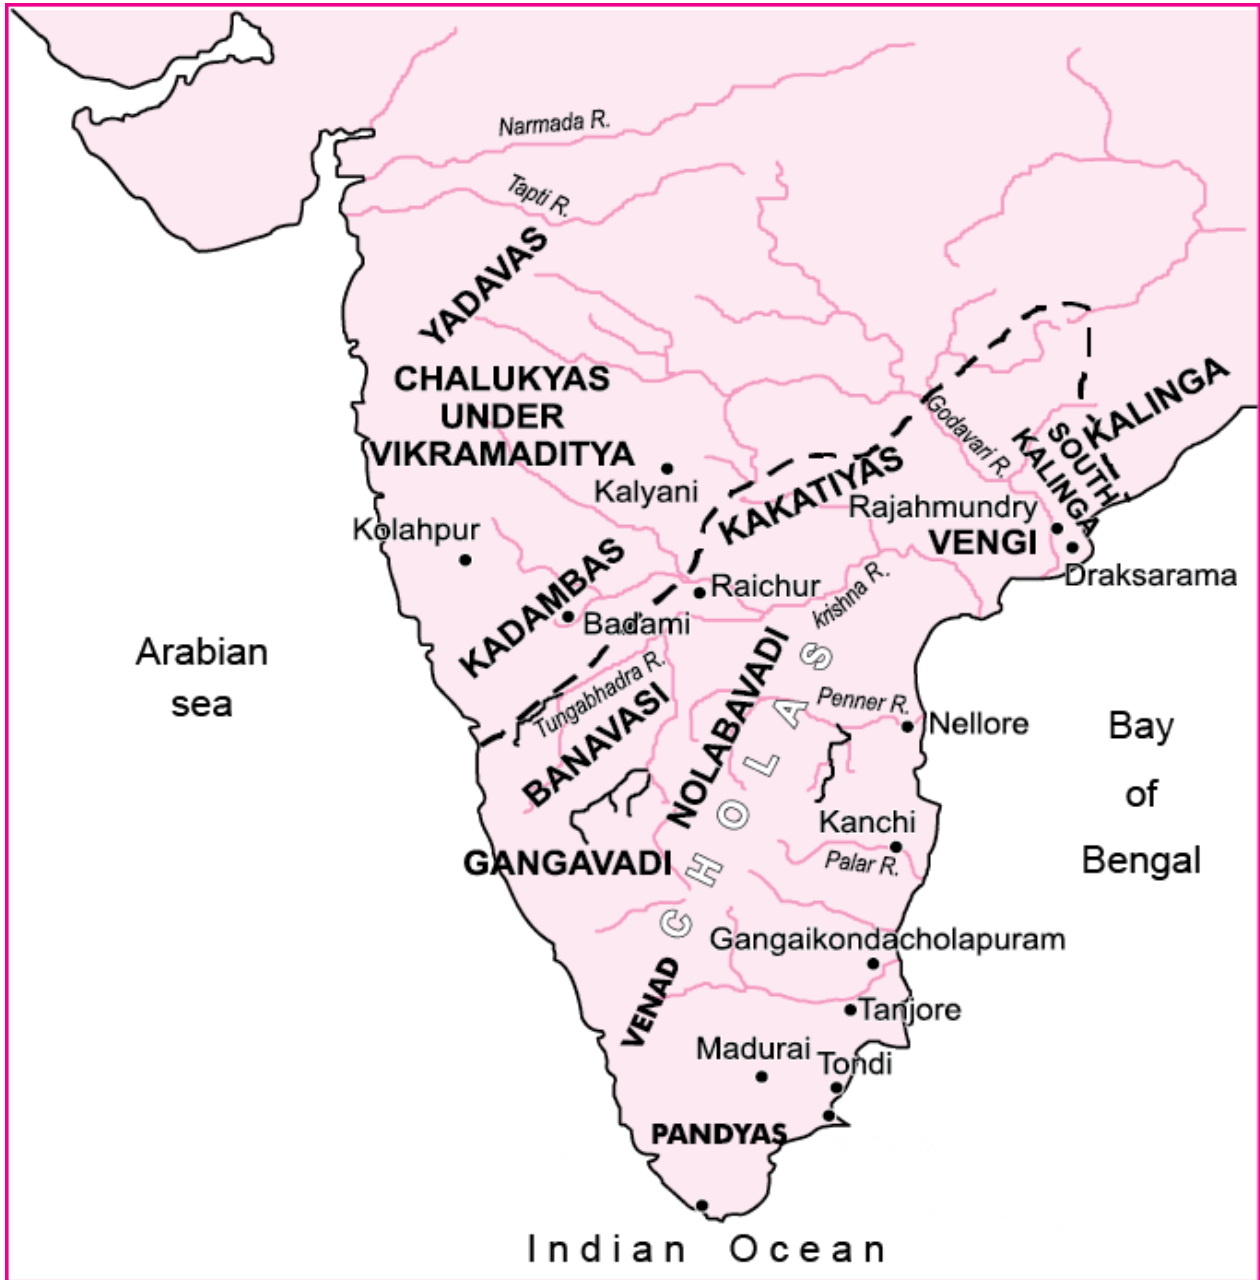 Narmada R.
Tapti R.
YADAVAS
CHALUKYAS
UNDER
VIKRAMADITYA
Kalyani
Kolahpur
KAKATIYAS
Godavari R.
KALINGA
SOUTH
KALINGA
Rajahmundry
VENGI
Draksarama
KADAMBAS
Badami
Raichur
krishna R.
Arabian
sea
Tungabhadra R.
BANAVASI
NOLABAVADI
CHOLAS
Penner R.
Nellore
Bay
of
Bengal
Kanchi
Palar R.
GANGAVADI
Gangaikondacholapuram
VENAD
Tanjore
Madurai
Tondi
PANDYAS
Indian Ocean